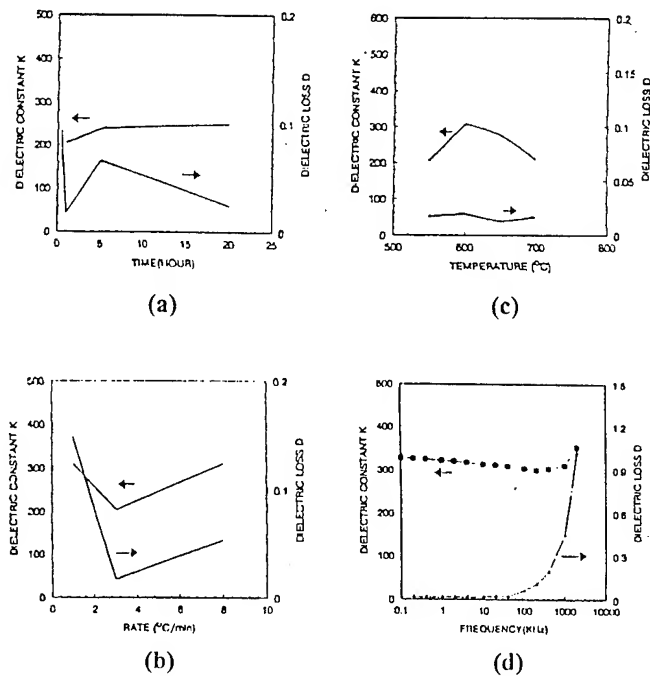 500
400
300
200
100
0
DIELECTRIC CONSTANT K
0.2
0.1
0
DIELECTRIC LOSS D
0 5 10 15 20 25
TIME(HOUR)
(a)
600
500
400
300
200
100
0
DIELECTRIC CONSTANT K
0.2
0.15
0.1
0.05
0
DIELECTRIC LOSS D
500 600 700 800
TEMPERATURE (°C)
(c)
500
400
300
200
100
0
DIELECTRIC CONSTANT K
0.2
0.1
0
DIELECTRIC LOSS D
0 2 4 6 8 10
RATE (°C/min)
(b)
600
500
400
300
200
100
0
DIELECTRIC CONSTANT K
1.5
1.2
0.9
0.6
0.3
0
DIELECTRIC LOSS D
0.1 1 10 100 1000 10000
FREQUENCY(KHz)
(d)